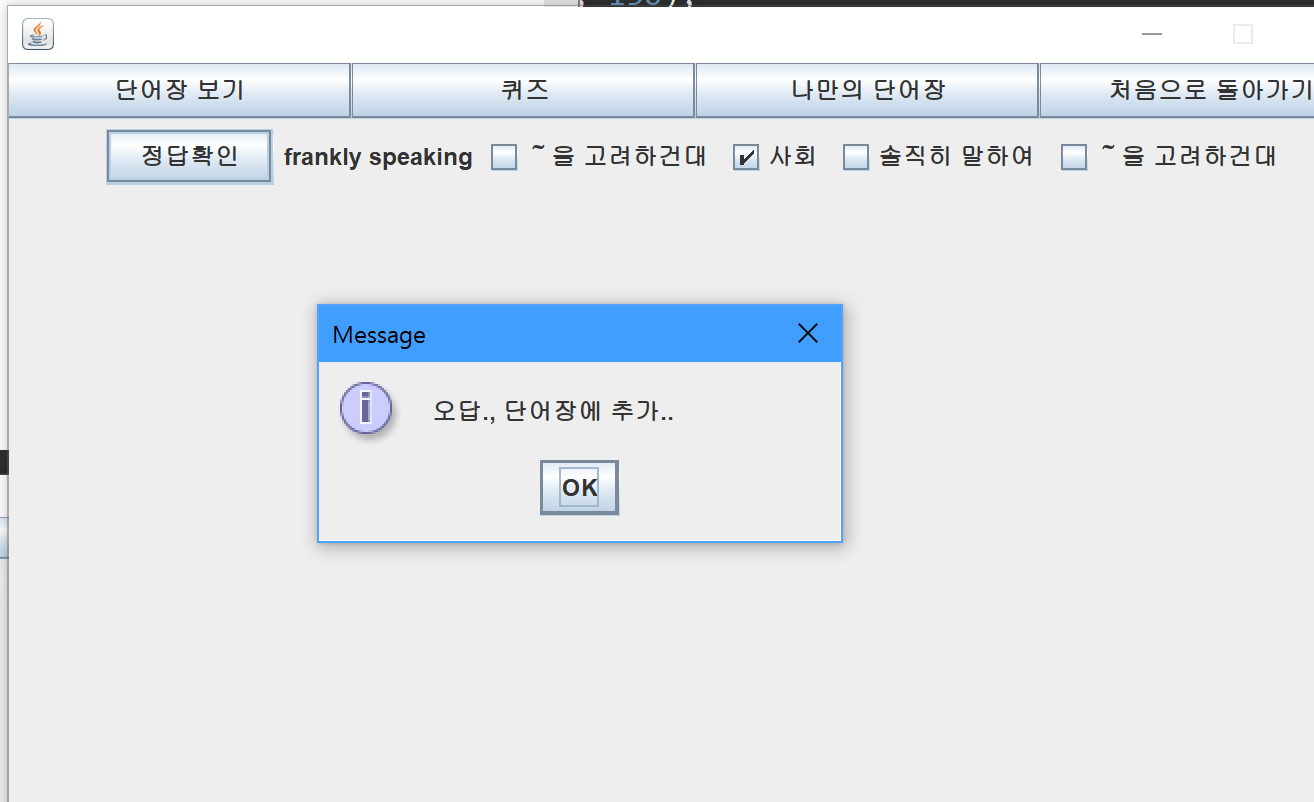 단어장 보기 퀴즈 나만의 단어장 처음으로 돌아가기
정답확인 frankly speaking ~ 을 고려하건대 사회 솔직히 말하여 ~ 을 고려하건대
Message
오답., 단어장에 추가..
OK